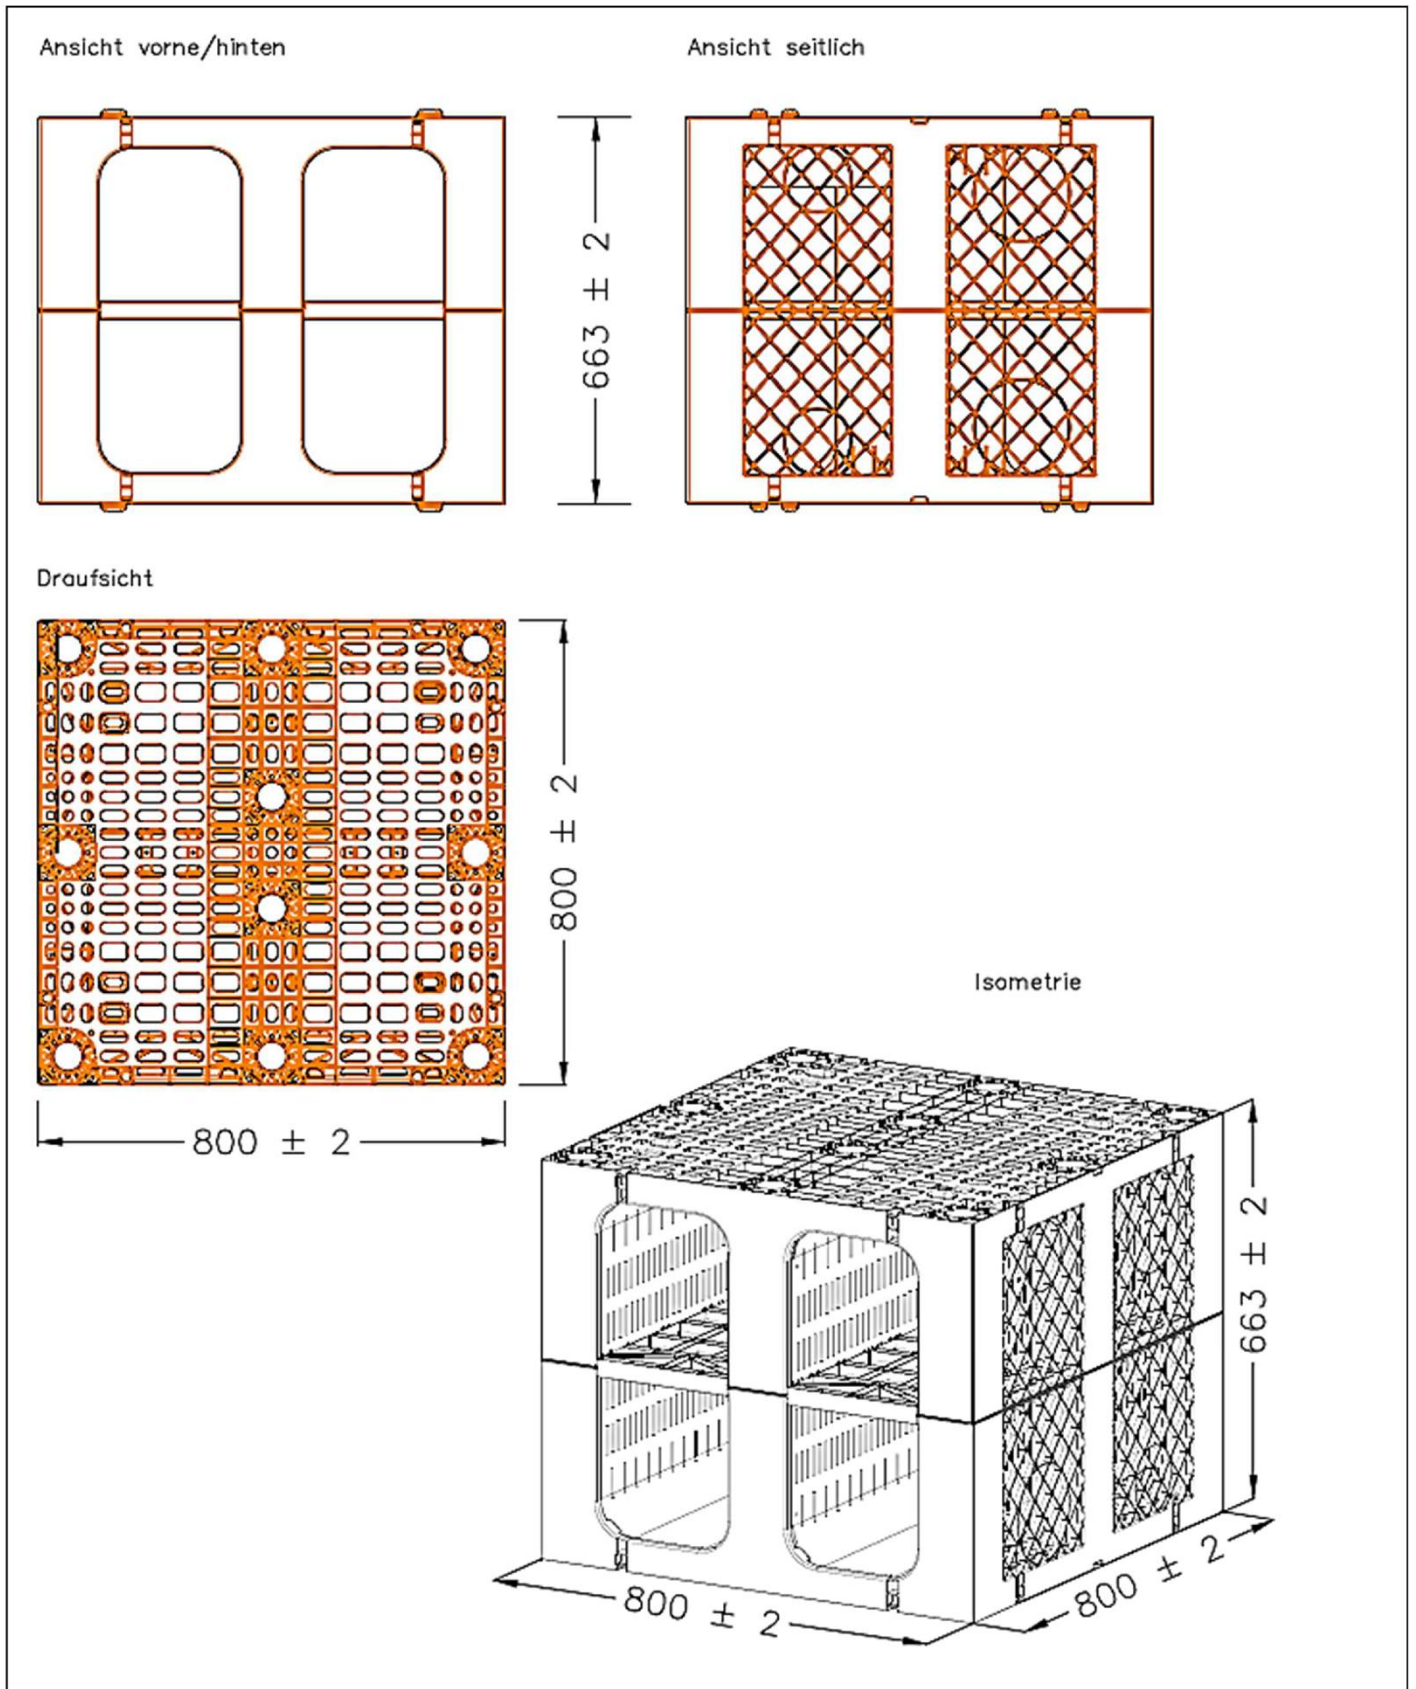 Ansicht vorne/hinten
Ansicht seitlich
663 ± 2
Draufsicht
800 ± 2
800 ± 2
Isometrie
663 ± 2
800 ± 2
800 ± 2